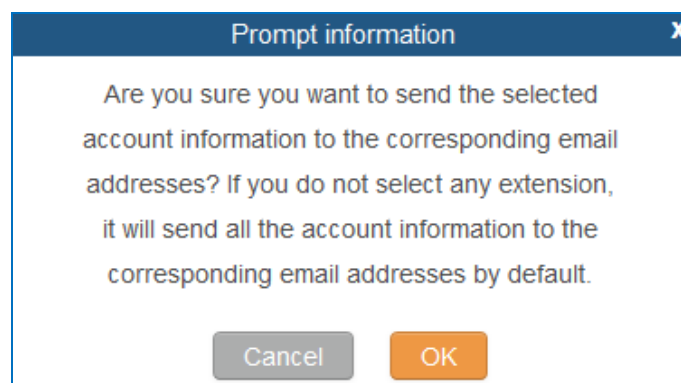 Prompt information
x
Are you sure you want to send the selected
account information to the corresponding email
addresses? If you do not select any extension,
it will send all the account information to the
corresponding email addresses by default.
Cancel OK